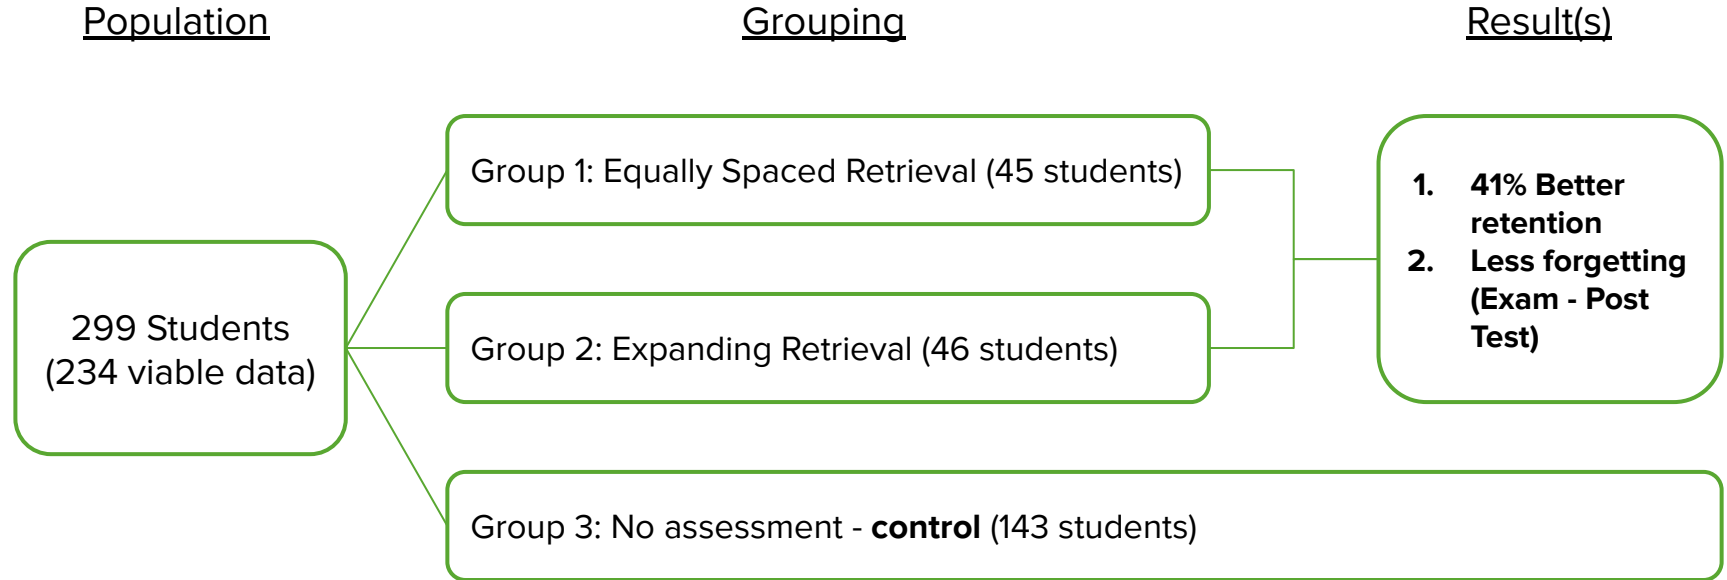 Population
Grouping
Result(s)
299 Students
(234 viable data)
Group 1: Equally Spaced Retrieval (45 students)
Group 2: Expanding Retrieval (46 students)
Group 3: No assessment - control (143 students)
1. 41% Better
retention
2. Less forgetting
(Exam - Post
Test)